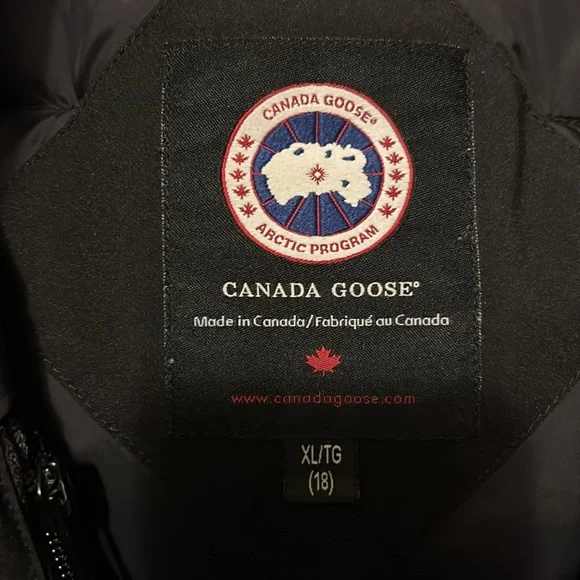 CANADA GOOSE®
ARCTIC PROGRAM
CANADA GOOSE®
Made in Canada/Fabriqué au Canada
www.canadagoose.com
XL/TG
(18)